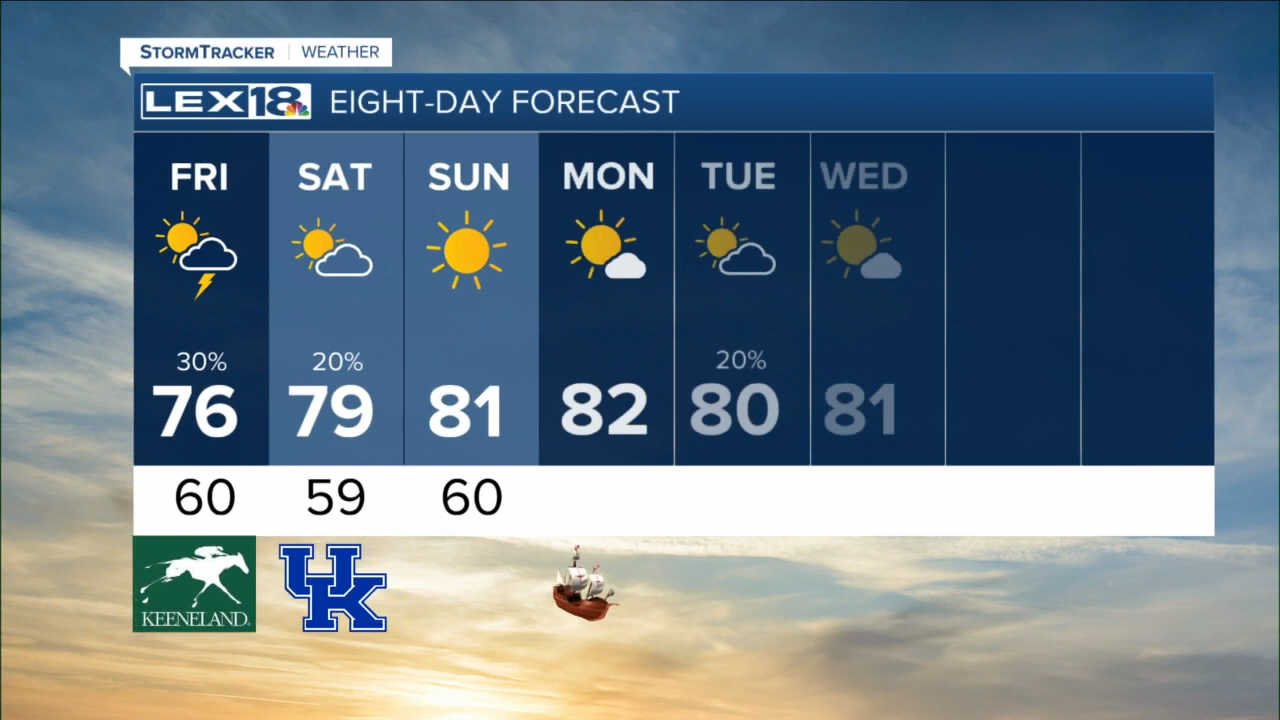 STORMTRACKER WEATHER
LEX18 EIGHT-DAY FORECAST
FRI SAT SUN MON TUE WED
30% 20% 20%
76 79 81 82 80 81
60 59 60
KEENELAND UK